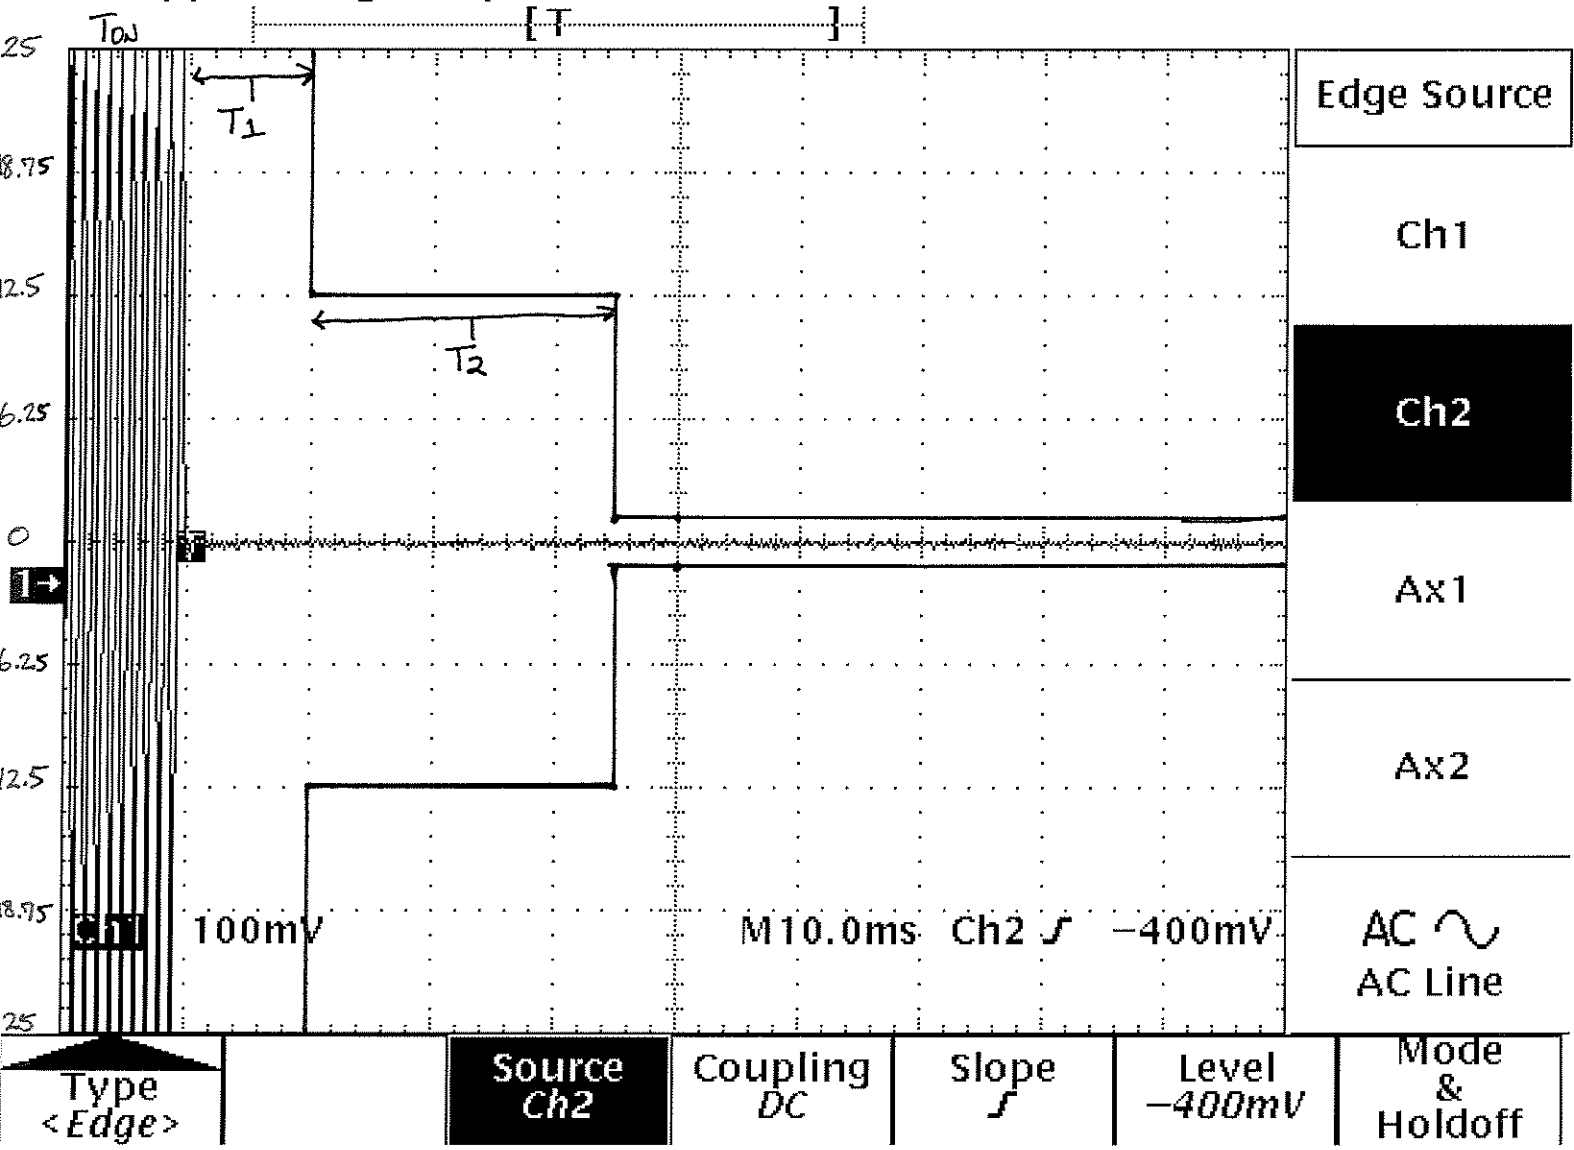 TON
[ T ]
25
T1
18.75
12.5
T2
6.25
0
1→
6.25
12.5
18.75
25
Ch1 100mV M10.0ms Ch2 -400mV
Edge Source
Ch1
Ch2
Ax1
Ax2
AC
AC Line
Type
<Edge>
Source
Ch2
Coupling
DC
Slope
Level
-400mV
Mode
&
Holdoff